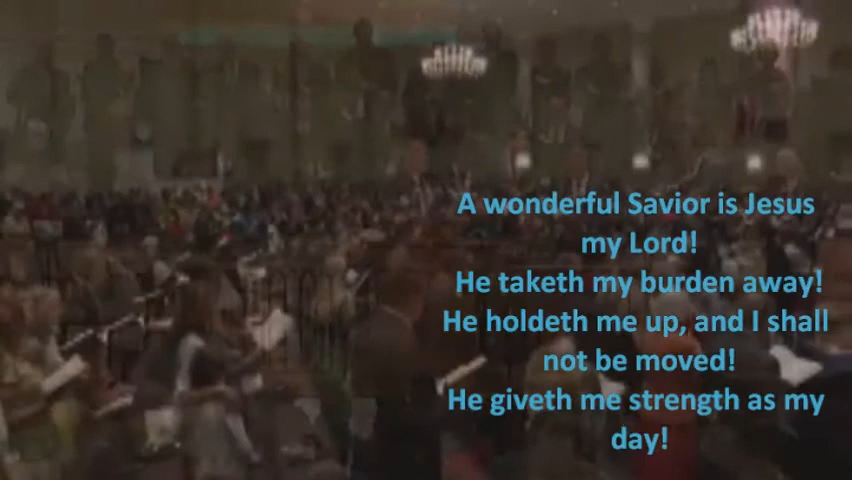 A wonderful Savior is Jesus
my Lord!
He taketh my burden away!
He holdeth me up, and I shall
not be moved!
He giveth me strength as my
day!